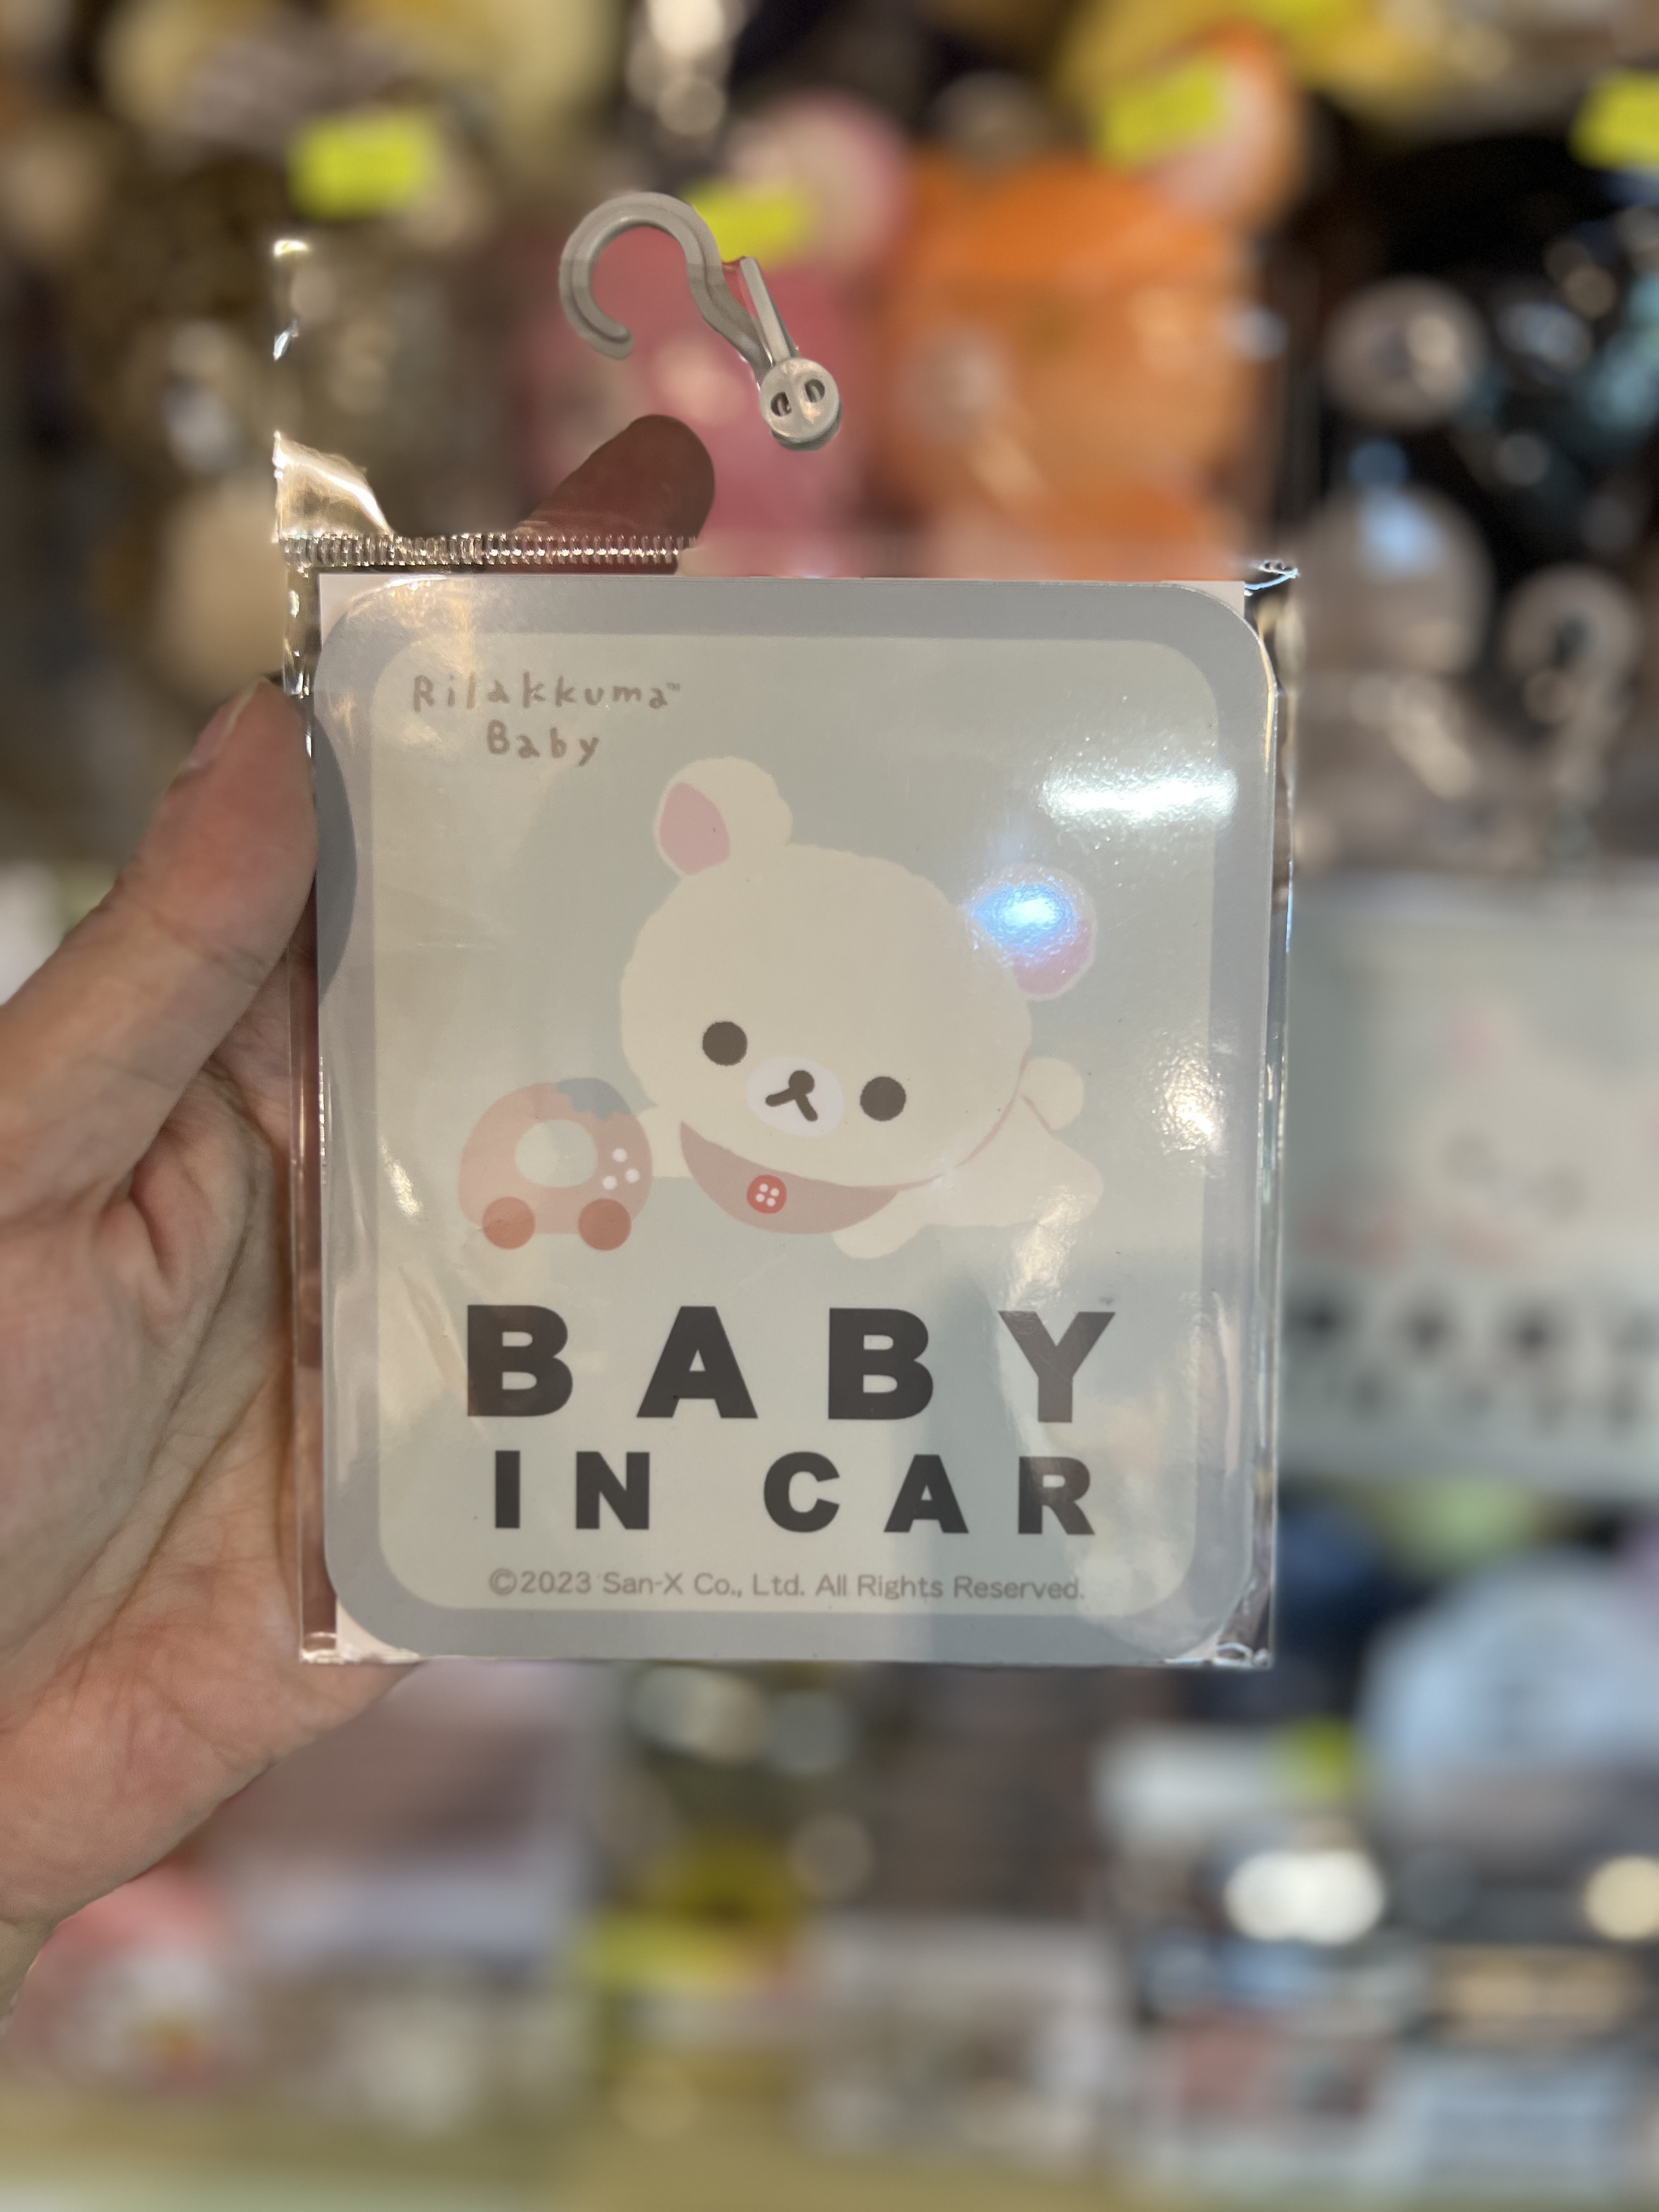 Rilakkuma™
Baby
BABY
IN CAR
©2023 San-X Co., Ltd. All Rights Reserved.